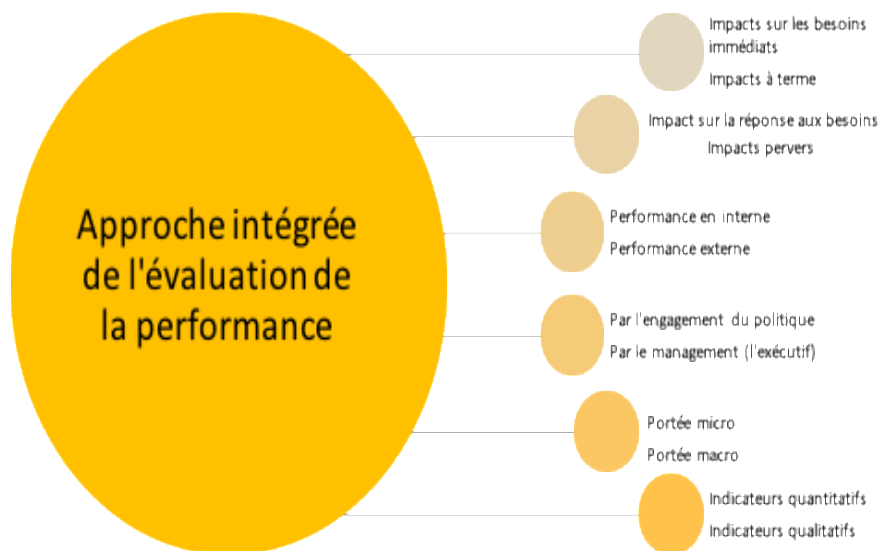 Approche intégrée
de l'évaluation de
la performance
Impacts sur les besoins
immédiats
Impacts à terme
Impact sur la réponse aux besoins
Impacts pervers
Performance en interne
Performance externe
Par l'engagement du politique
Par le management (l'exécutif)
Portée micro
Portée macro
Indicateurs quantitatifs
Indicateurs qualitatifs